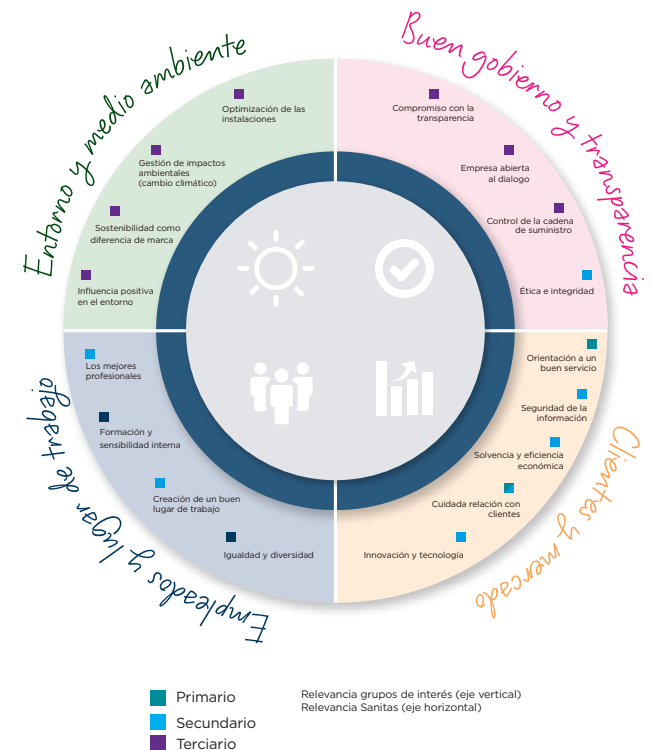 Entorno y medio ambiente
Buen gobierno y transparencia
Optimización de las
instalaciones
Gestión de impactos
ambientales
(cambio climático)
Sostenibilidad como
diferencia de marca
Influencia positiva
en el entorno
Compromiso con la
transparencia
Empresa abierta
al dialogo
Control de la cadena
de suministro
Ética e integridad
Los mejores
profesionales
Formación y
sensibilidad interna
Creación de un buen
lugar de trabajo
Igualdad y diversidad
Orientación a un
buen servicio
Seguridad de la
información
Solvencia y eficiencia
económica
Cuidada relación con
clientes
Innovación y tecnología
Empleados y lugar de trabajo
Clientes y mercado
Primario
Secundario
Terciario
Relevancia grupos de interés (eje vertical)
Relevancia Sanitas (eje horizontal)